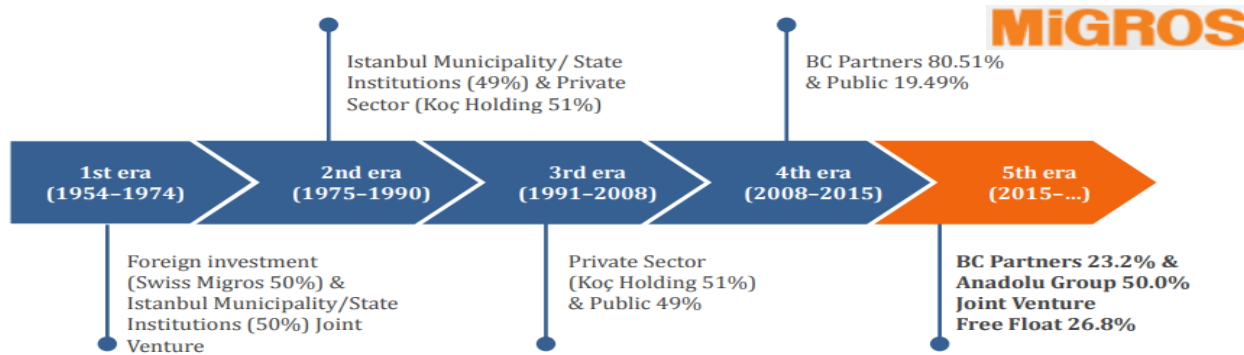 MiGROS
Istanbul Municipality/ State
Institutions (49%) & Private
Sector (Koç Holding 51%)
BC Partners 80.51%
& Public 19.49%
1st era
(1954–1974)
2nd era
(1975–1990)
3rd era
(1991–2008)
4th era
(2008–2015)
5th era
(2015–…)
Foreign investment
(Swiss Migros 50%) &
Istanbul Municipality/State
Institutions (50%) Joint
Venture
Private Sector
(Koç Holding 51%)
& Public 49%
BC Partners 23.2% &
Anadolu Group 50.0%
Joint Venture
Free Float 26.8%